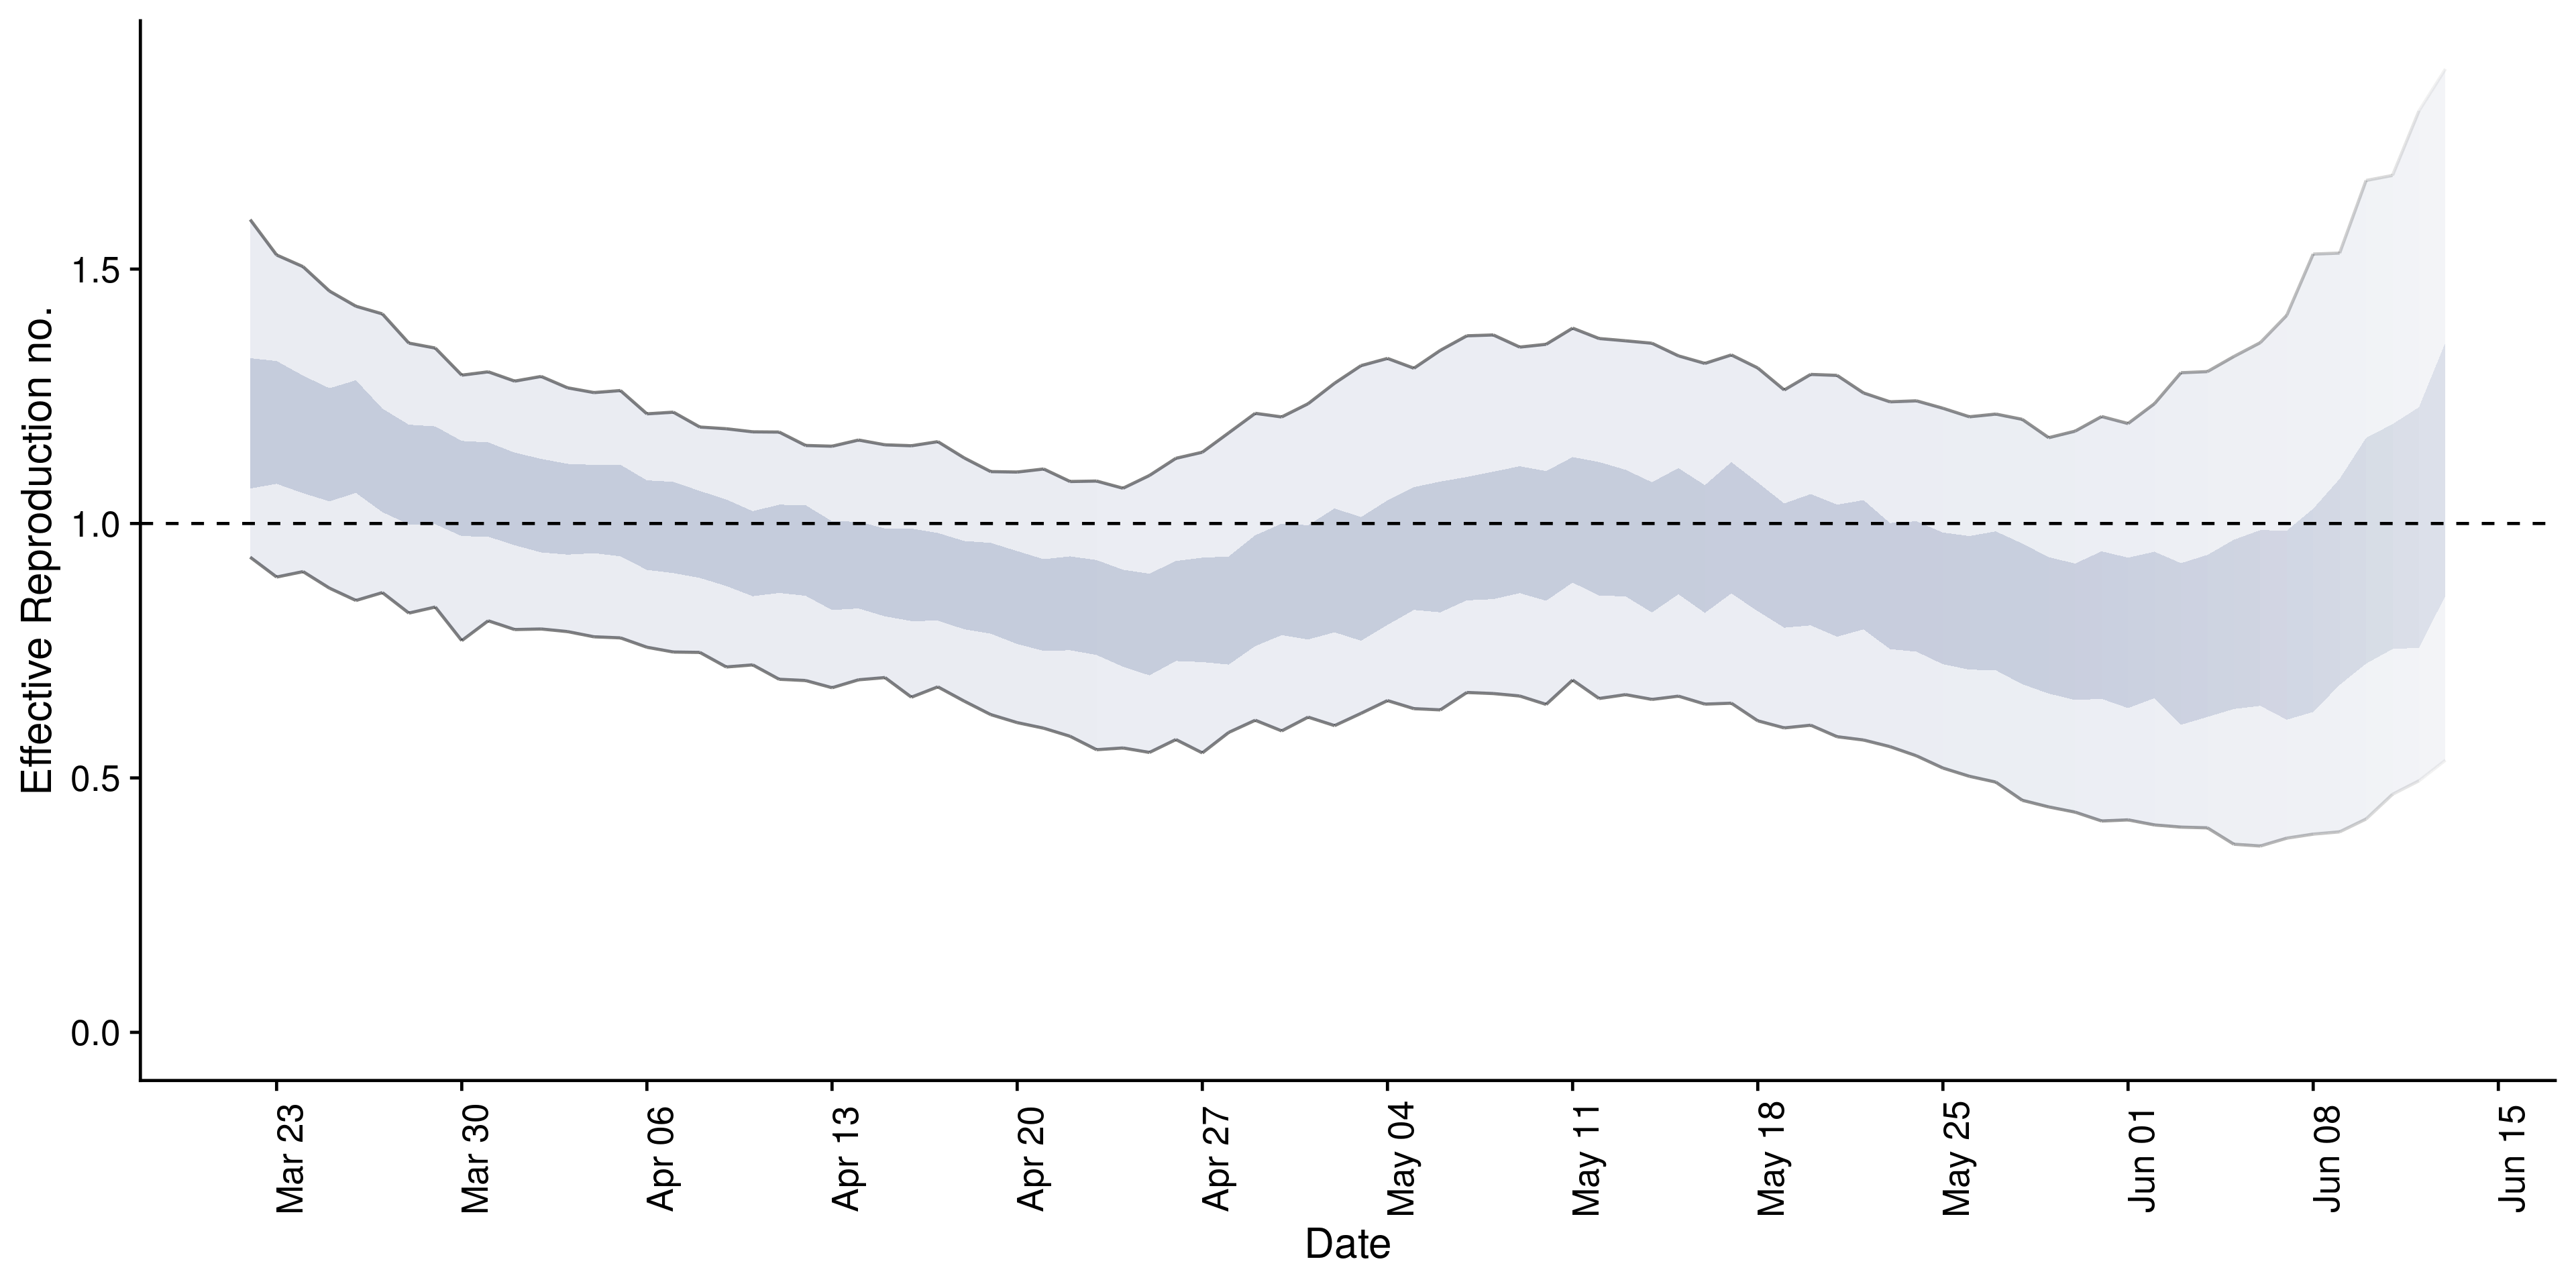 Effective Reproduction no.
1.5
1.0
0.5
0.0
Mar 23
Mar 30
Apr 06
Apr 13
Apr 20
Apr 27
May 04
May 11
May 18
May 25
Jun 01
Jun 08
Jun 15
Date